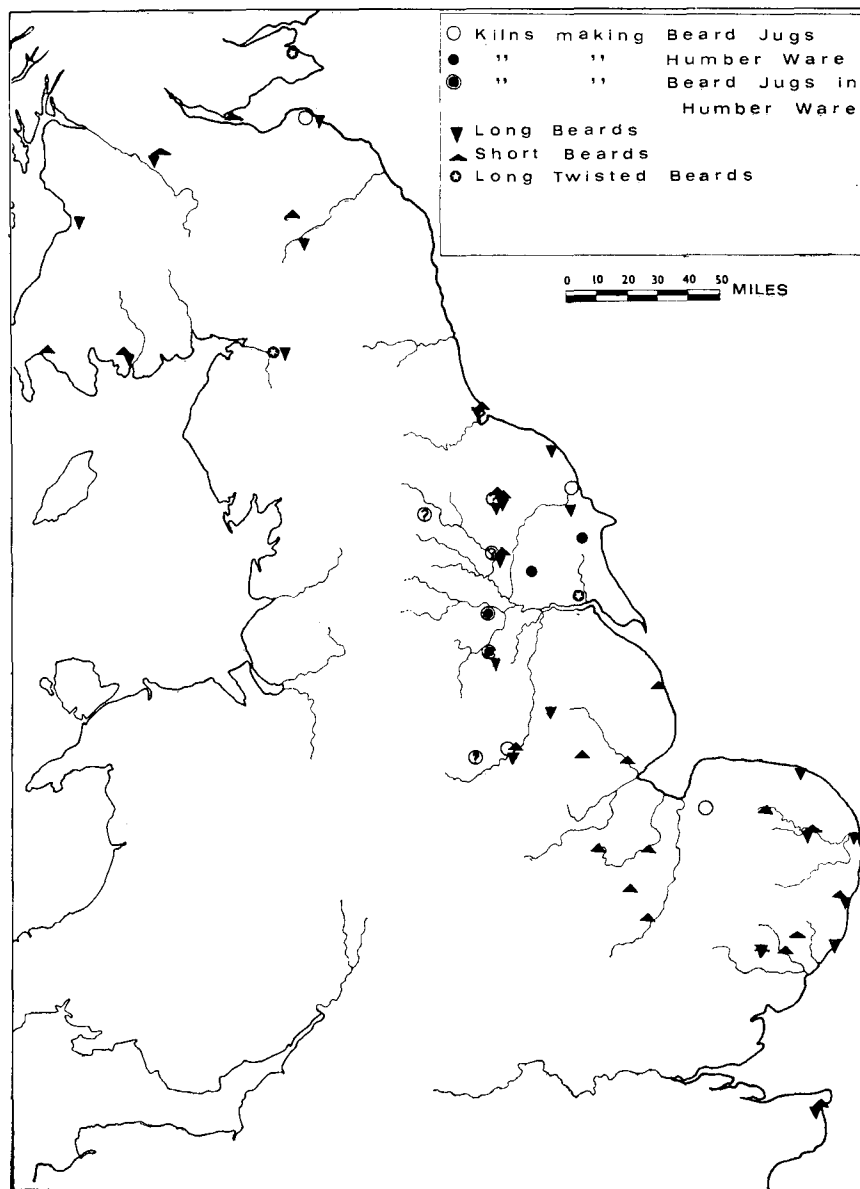 Kilns making Beard Jugs
" " Humber Ware
" " Beard Jugs in
Humber Ware
Long Beards
Short Beards
Long Twisted Beards
0 10 20 30 40 50 MILES
?
?
?
?
?